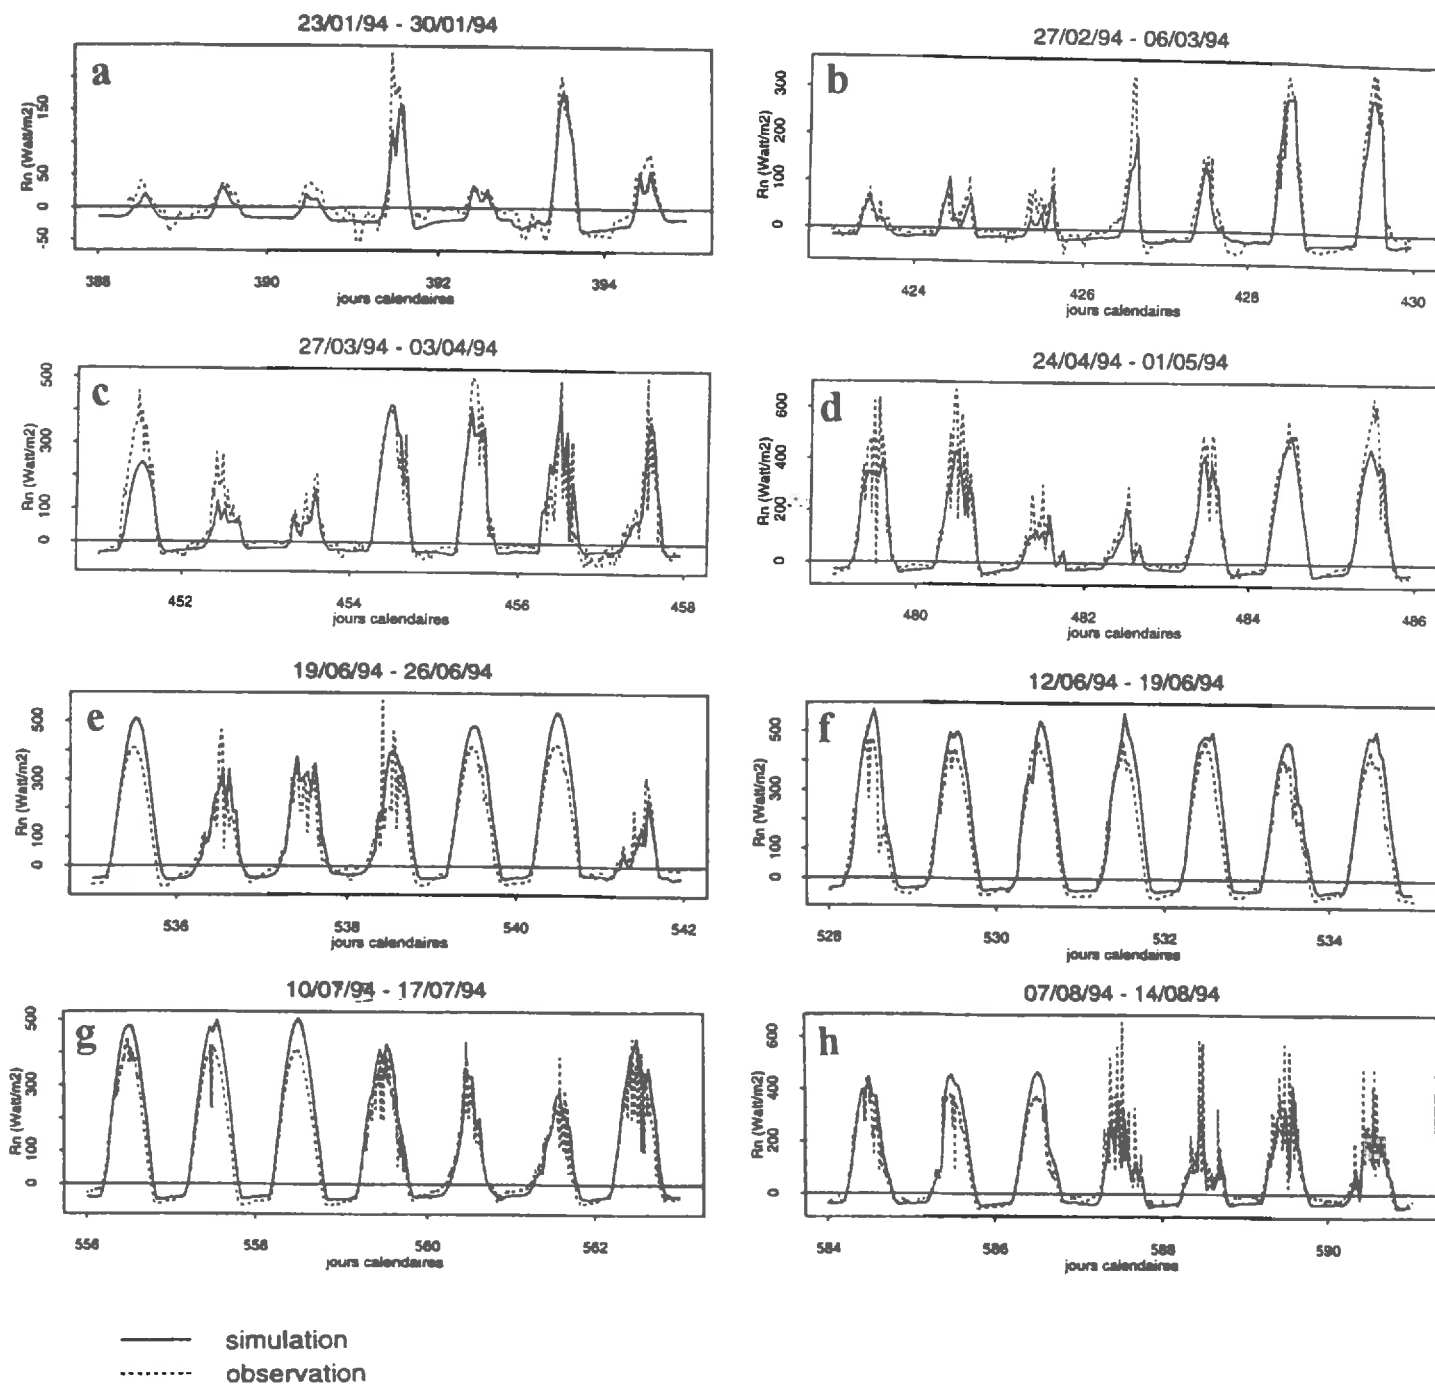 23/01/94 - 30/01/94
a
Rn (Watt/m2)
150
50
0
-50
388
390
392
394
jours calendaires
27/02/94 - 06/03/94
b
Rn (Watt/m2)
300
200
100
0
424
426
428
430
jours calendaires
27/03/94 - 03/04/94
c
Rn (Watt/m2)
500
300
100
0
452
454
456
458
jours calendaires
24/04/94 - 01/05/94
d
Rn (Watt/m2)
600
400
200
0
480
482
484
486
jours calendaires
19/06/94 - 26/06/94
e
Rn (Watt/m2)
500
300
100
0
536
538
540
542
jours calendaires
12/06/94 - 19/06/94
f
Rn (Watt/m2)
500
300
100
0
528
530
532
534
jours calendaires
10/07/94 - 17/07/94
g
Rn (Watt/m2)
500
300
100
0
556
558
560
562
jours calendaires
07/08/94 - 14/08/94
h
Rn (Watt/m2)
600
400
200
0
584
586
588
590
jours calendaires
simulation
observation